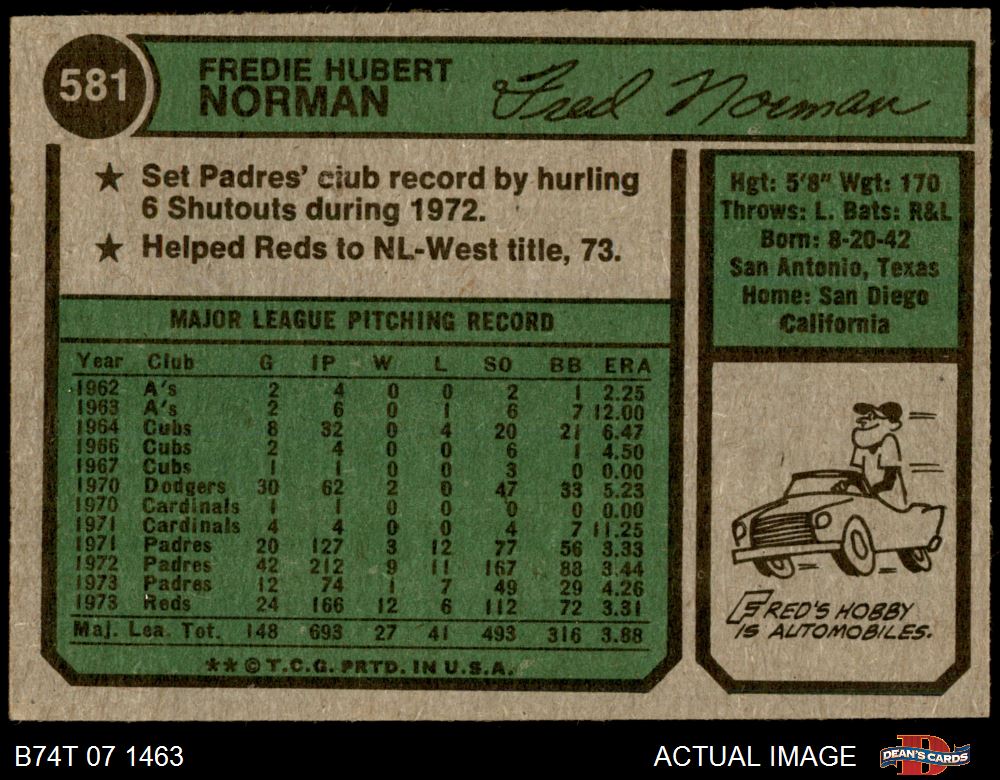 581
FREDIE HUBERT
NORMAN
Fred Norman
★ Set Padres' club record by hurling
6 Shutouts during 1972.
★ Helped Reds to NL-West title, 73.
Hgt: 5'8" Wgt: 170
Throws: L. Bats: R&L
Born: 8-20-42
San Antonio, Texas
Home: San Diego
California
MAJOR LEAGUE PITCHING RECORD
Year Club G IP W L SO BB ERA
1962 A's 2 4 0 0 2 1 2.25
1963 A's 2 6 0 1 6 7 12.00
1964 Cubs 8 32 0 4 20 21 6.47
1966 Cubs 2 4 0 0 6 1 4.50
1967 Cubs 1 1 0 0 3 0 0.00
1970 Dodgers 30 62 2 0 47 33 5.23
1970 Cardinals 1 1 0 0 0 0 0.00
1971 Cardinals 4 4 0 0 4 7 11.25
1971 Padres 20 127 3 12 77 56 3.33
1972 Padres 42 212 9 11 167 88 3.44
1973 Padres 12 74 1 7 49 29 4.26
1973 Reds 24 166 12 6 112 72 3.31
Maj. Lea. Tot. 148 693 27 41 493 316 3.88
**©T.C.G. PRTD. IN U.S.A.
FRED'S HOBBY
IS AUTOMOBILES.
B74T 07 1463
ACTUAL IMAGE
DEAN'S CARDS